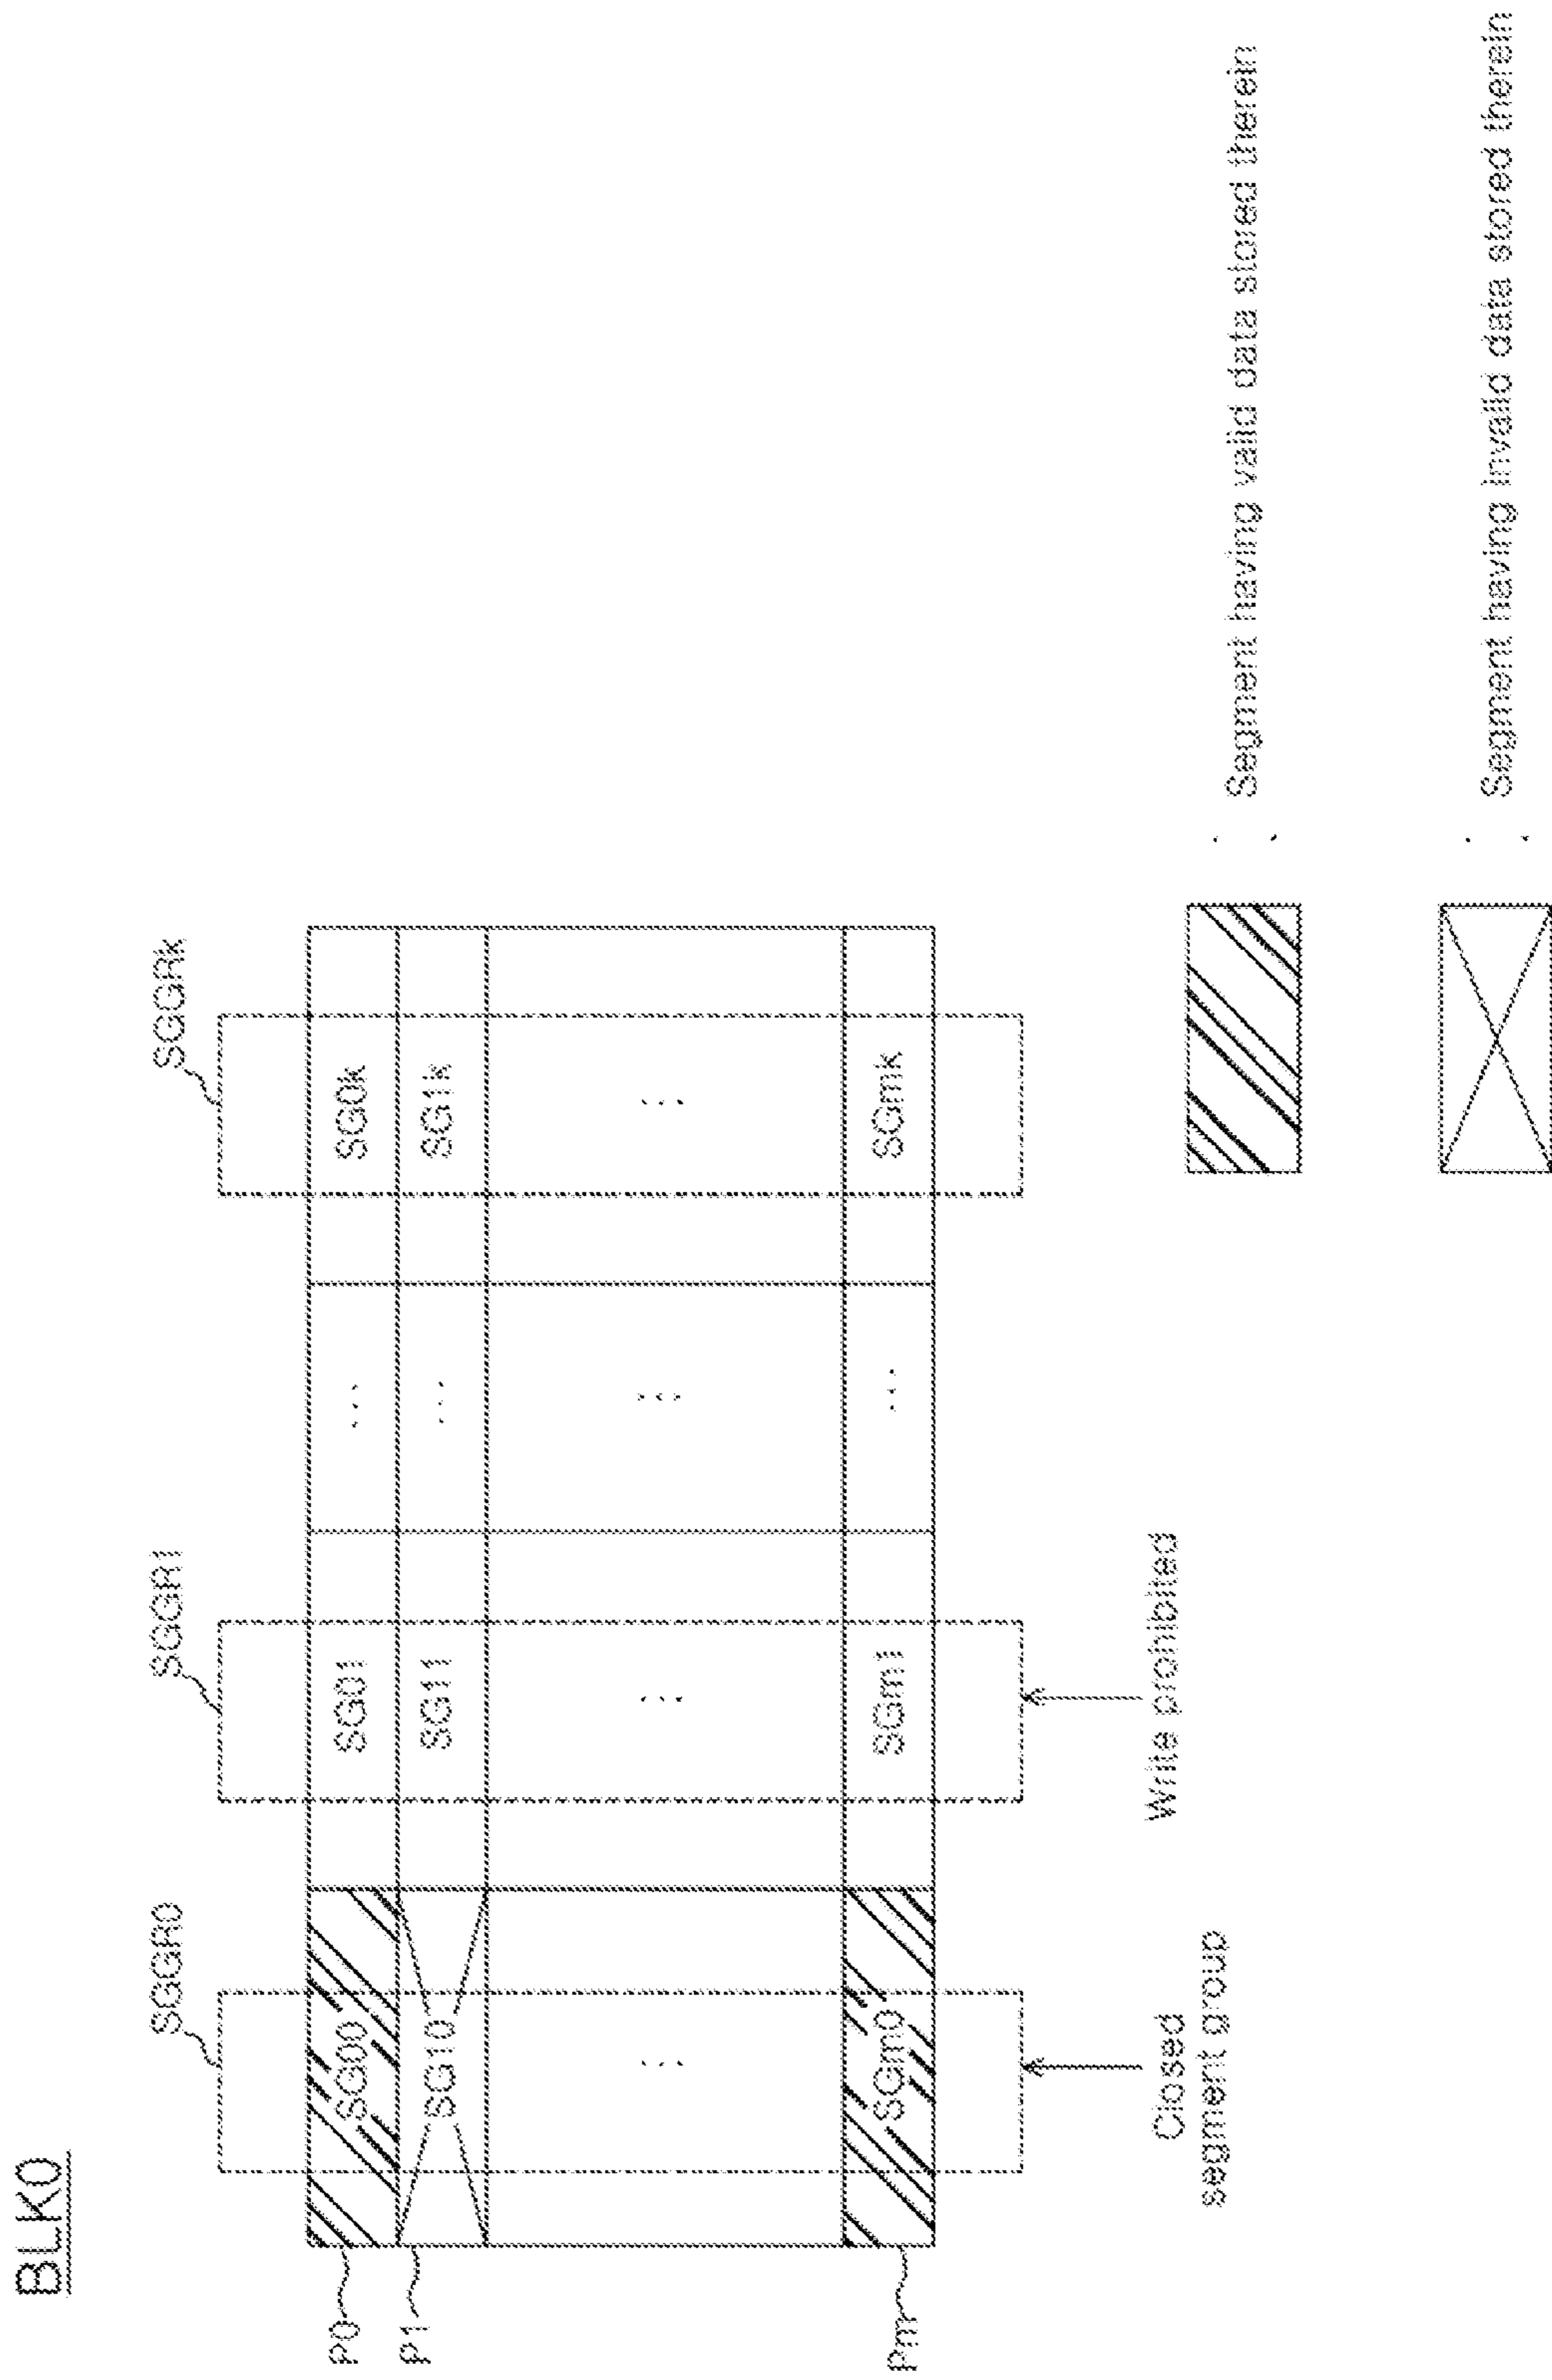 BLK0
SGGR0 SGGR1 SGGRk
P0 SG00 SG01 ... SG0k
P1 SG10 SG11 ... SG1k
... ... ... ...
Pm SGm0 SGm1 ... SGmk
Closed
segment group
Write prohibited
: Segment having valid data stored therein
: Segment having invalid data stored therein